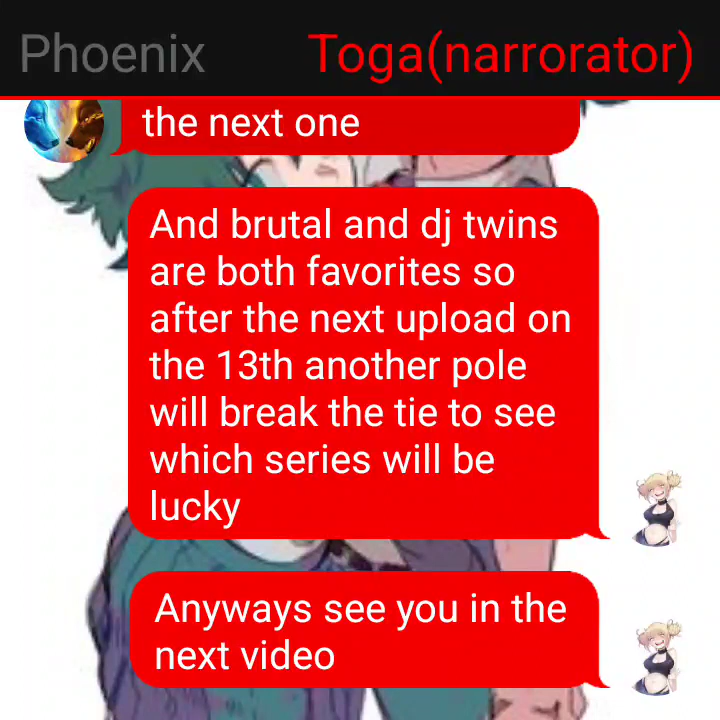 Phoenix Toga(narrorator)
the next one
And brutal and dj twins
are both favorites so
after the next upload on
the 13th another pole
will break the tie to see
which series will be
lucky
Anyways see you in the
next video